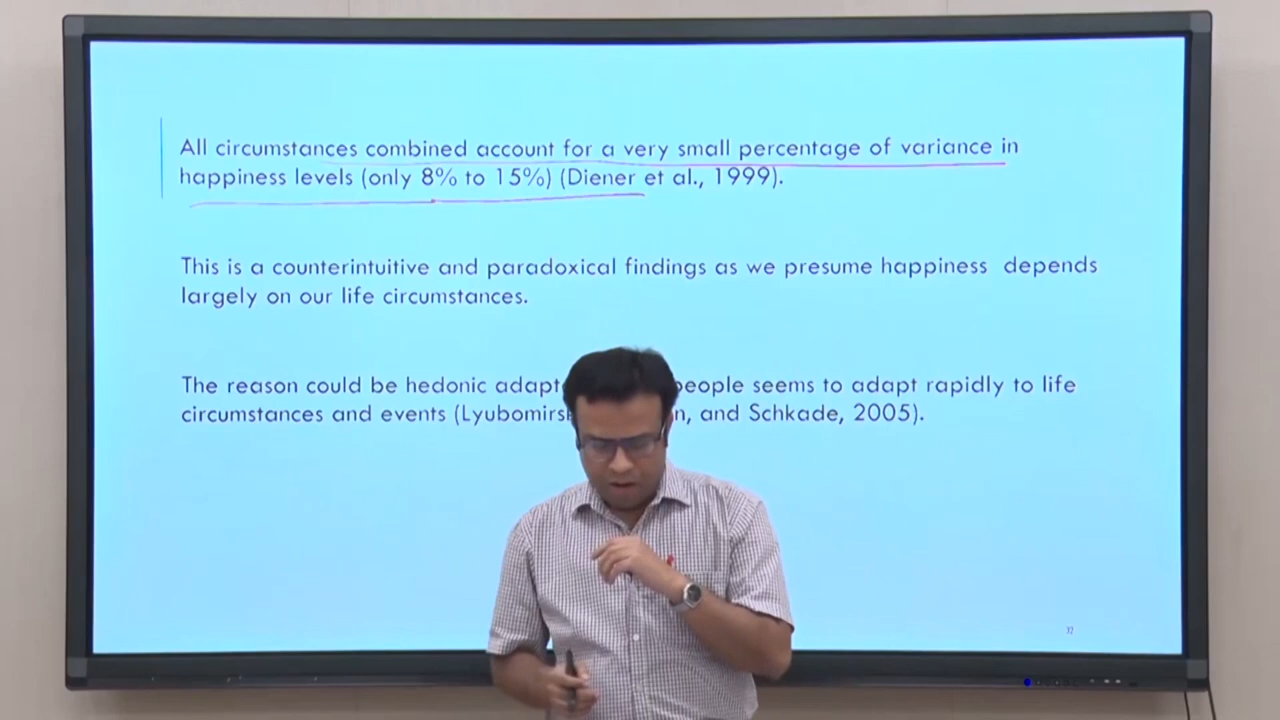 All circumstances combined account for a very small percentage of variance in
happiness levels (only 8% to 15%) (Diener et al., 1999).
This is a counterintuitive and paradoxical findings as we presume happiness depends
largely on our life circumstances.
The reason could be hedonic people seems to adapt rapidly to life
circumstances and events and Schkade, 2005).